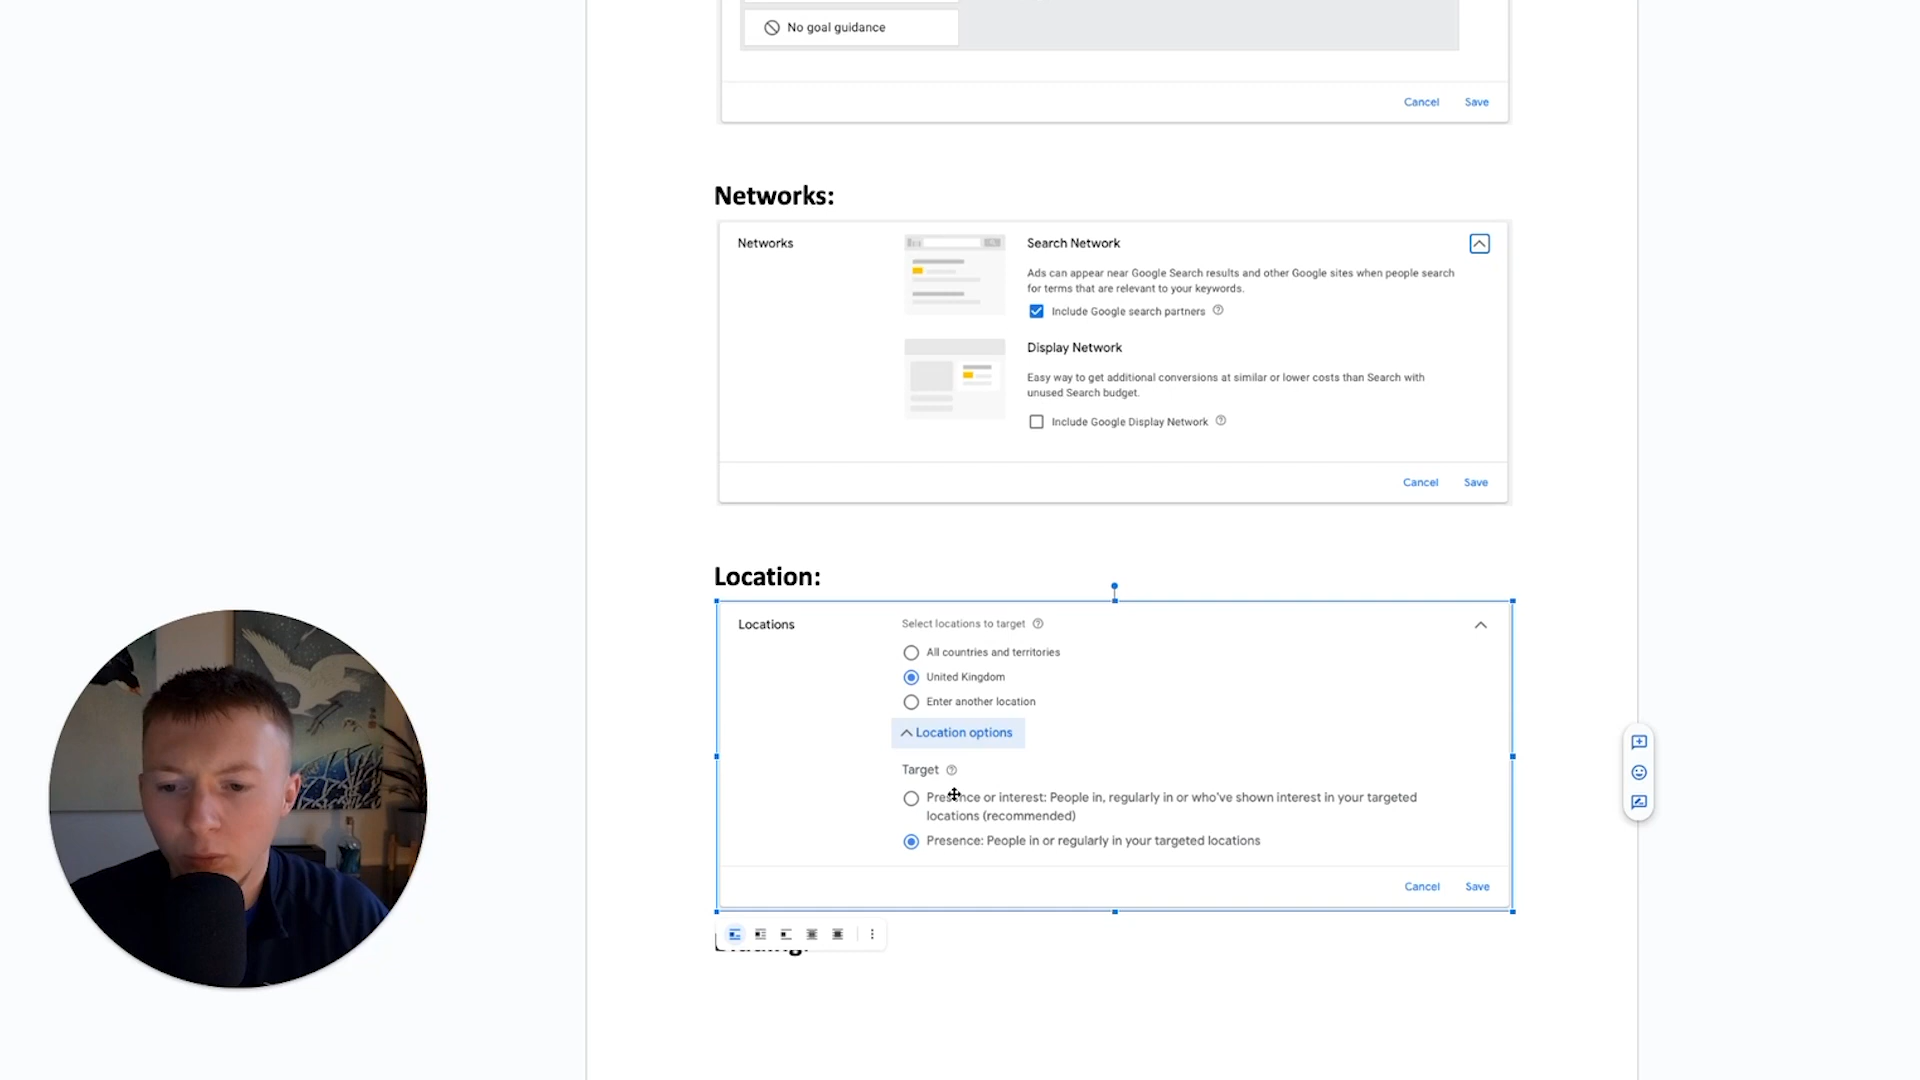 No goal guidance
Cancel Save
Networks:
Networks
Search Network
Ads can appear near Google Search results and other Google sites when people search
for terms that are relevant to your keywords.
Include Google search partners
Display Network
Easy way to get additional conversions at similar or lower costs than Search with
unused Search budget.
Include Google Display Network
Cancel Save
Location:
Locations
Select locations to target
All countries and territories
United Kingdom
Enter another location
Location options
Target
Presence or interest: People in, regularly in or who've shown interest in your targeted
locations (recommended)
Presence: People in or regularly in your targeted locations
Cancel Save